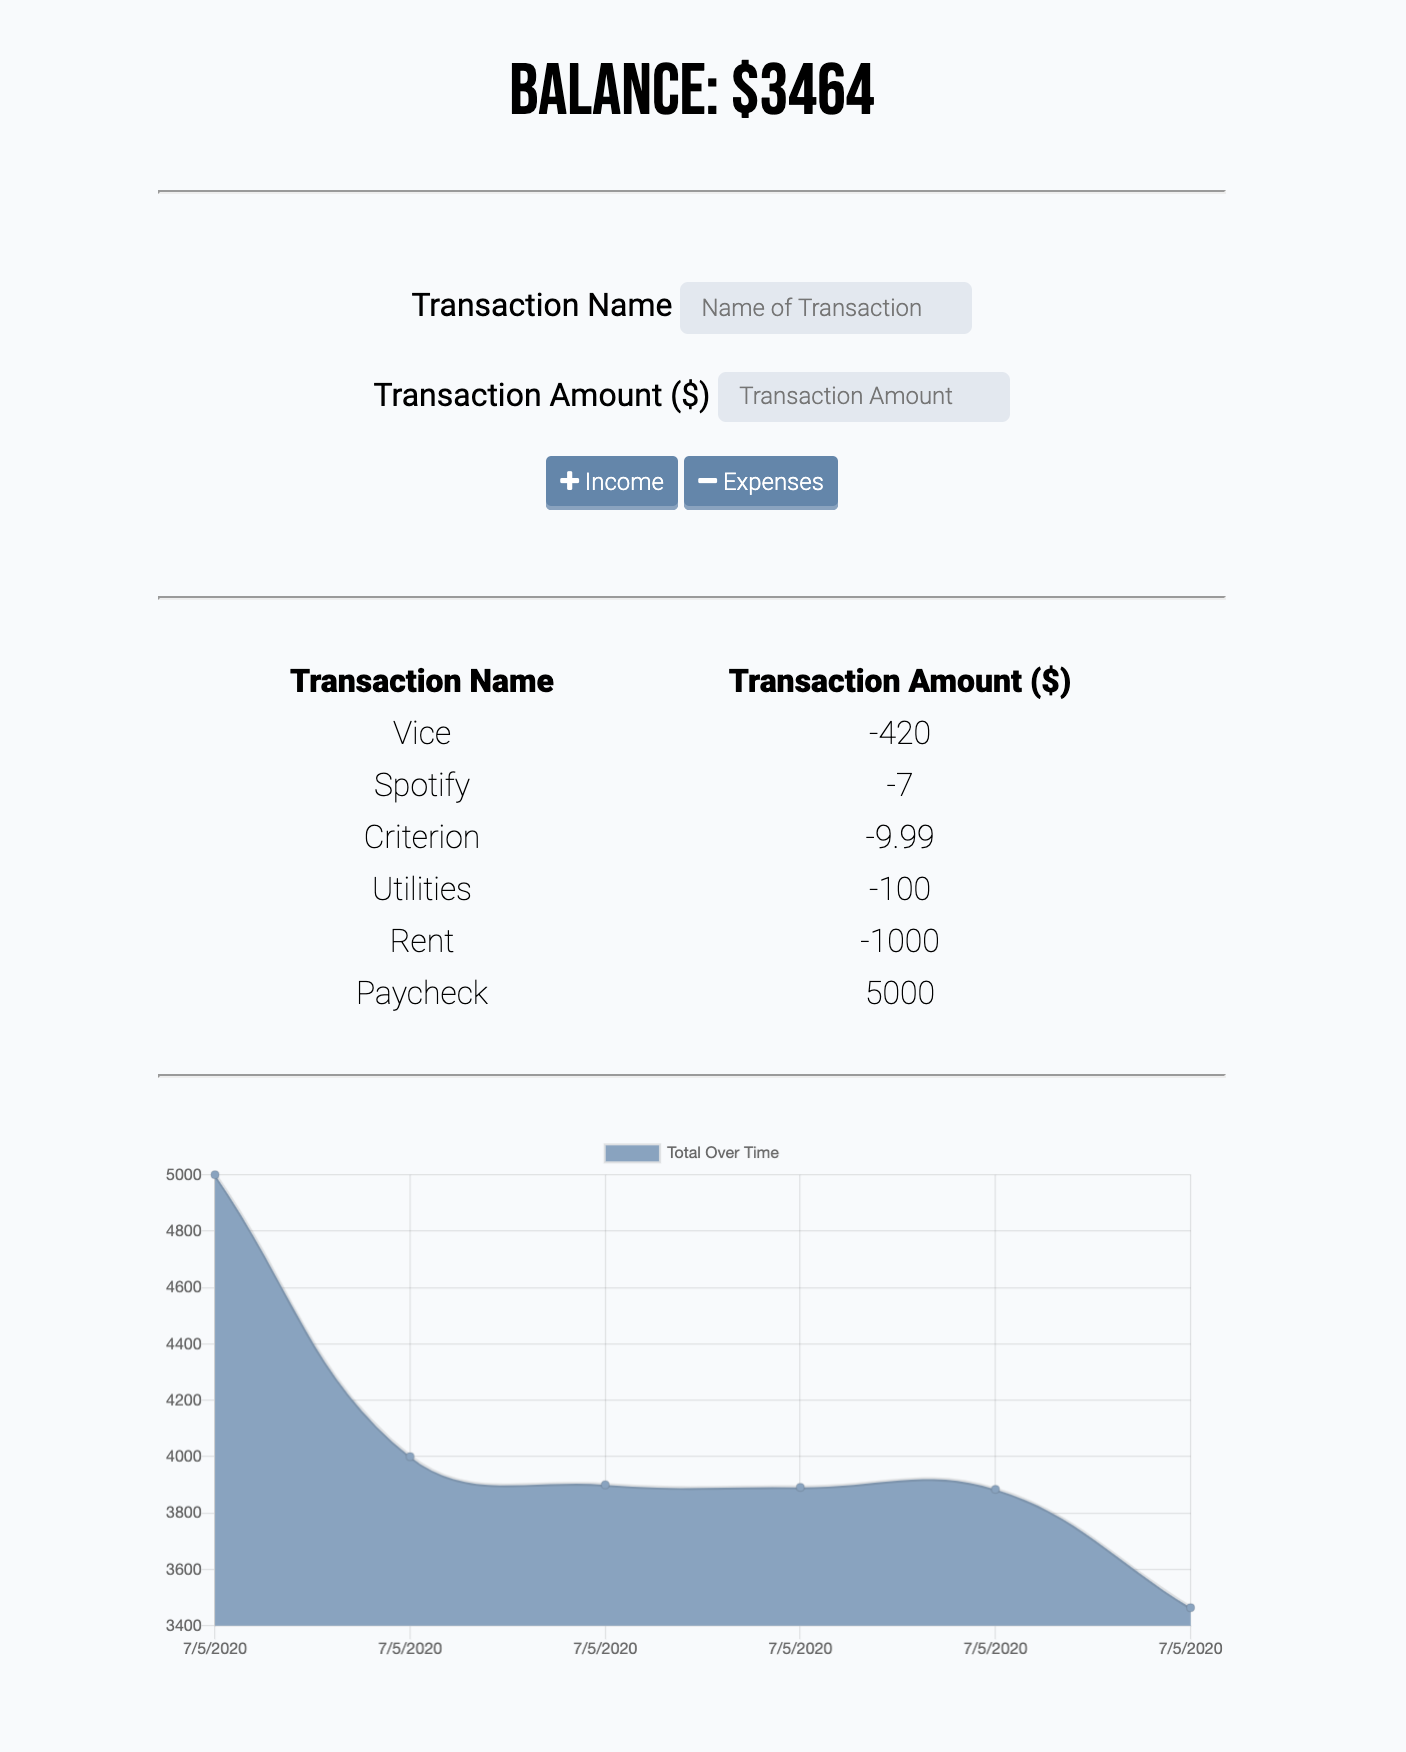 BALANCE: $3464
Transaction Name Name of Transaction
Transaction Amount ($) Transaction Amount
Income Expenses
Transaction Name Transaction Amount ($)
Vice -420
Spotify -7
Criterion -9.99
Utilities -100
Rent -1000
Paycheck 5000
Total Over Time
5000
4800
4600
4400
4200
4000
3800
3600
3400
7/5/2020 7/5/2020 7/5/2020 7/5/2020 7/5/2020 7/5/2020